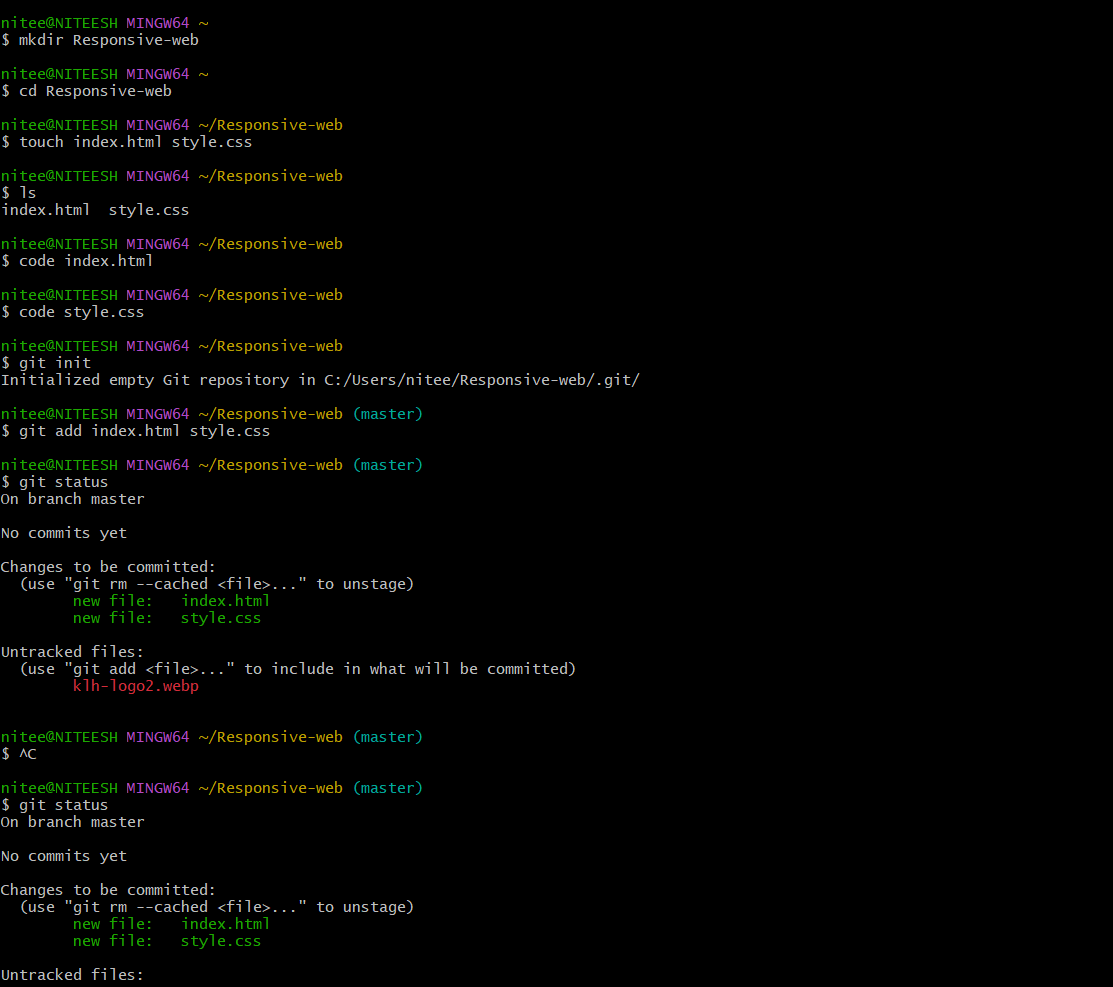 nitee@NITEESH MINGW64 ~
$ mkdir Responsive-web
nitee@NITEESH MINGW64 ~
$ cd Responsive-web
nitee@NITEESH MINGW64 ~/Responsive-web
$ touch index.html style.css
nitee@NITEESH MINGW64 ~/Responsive-web
$ ls
index.html  style.css
nitee@NITEESH MINGW64 ~/Responsive-web
$ code index.html
nitee@NITEESH MINGW64 ~/Responsive-web
$ code style.css
nitee@NITEESH MINGW64 ~/Responsive-web
$ git init
Initialized empty Git repository in C:/Users/nitee/Responsive-web/.git/
nitee@NITEESH MINGW64 ~/Responsive-web (master)
$ git add index.html style.css
nitee@NITEESH MINGW64 ~/Responsive-web (master)
$ git status
On branch master
No commits yet
Changes to be committed:
  (use "git rm --cached <file>..." to unstage)
        new file:   index.html
        new file:   style.css
Untracked files:
  (use "git add <file>..." to include in what will be committed)
        klh-logo2.webp
nitee@NITEESH MINGW64 ~/Responsive-web (master)
$ ^C
nitee@NITEESH MINGW64 ~/Responsive-web (master)
$ git status
On branch master
No commits yet
Changes to be committed:
  (use "git rm --cached <file>..." to unstage)
        new file:   index.html
        new file:   style.css
Untracked files: